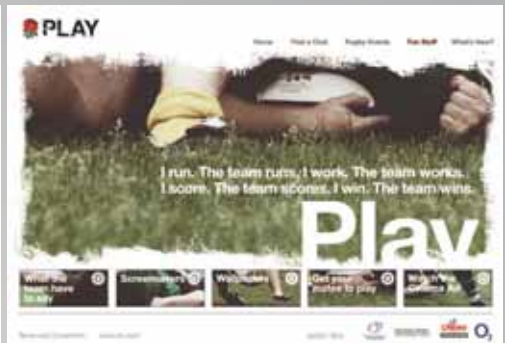 PLAY
Home Find a Club Rugby Events Fun Stuff What's New?
I run. The team runs. I work. The team works.
I score. The team scores. I win. The team wins.
Play.
What the
team have
to say
Screensavers
Wallpapers
Get your
mates to play
Watch the
Cinema Ad
O2